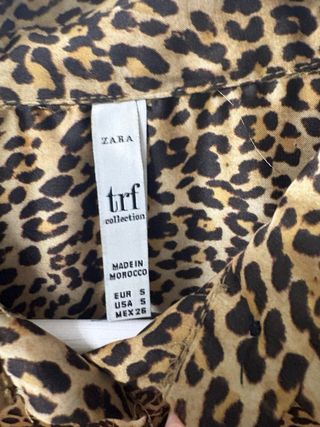 ZARA
trf
collection
MADE IN
MOROCCO
EUR S
USA S
MEX 26